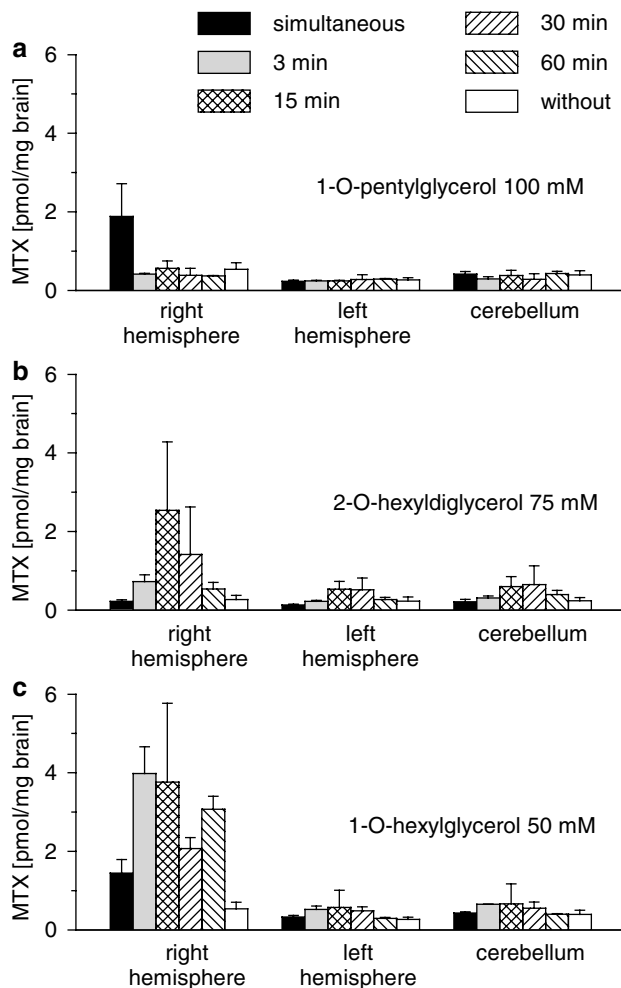 simultaneous
3 min
15 min
30 min
60 min
without
a
6
4
2
0
MTX [pmol/mg brain]
1-O-pentylglycerol 100 mM
right
hemisphere
left
hemisphere
cerebellum
b
6
4
2
0
MTX [pmol/mg brain]
2-O-hexyldiglycerol 75 mM
right
hemisphere
left
hemisphere
cerebellum
c
6
4
2
0
MTX [pmol/mg brain]
1-O-hexylglycerol 50 mM
right
hemisphere
left
hemisphere
cerebellum